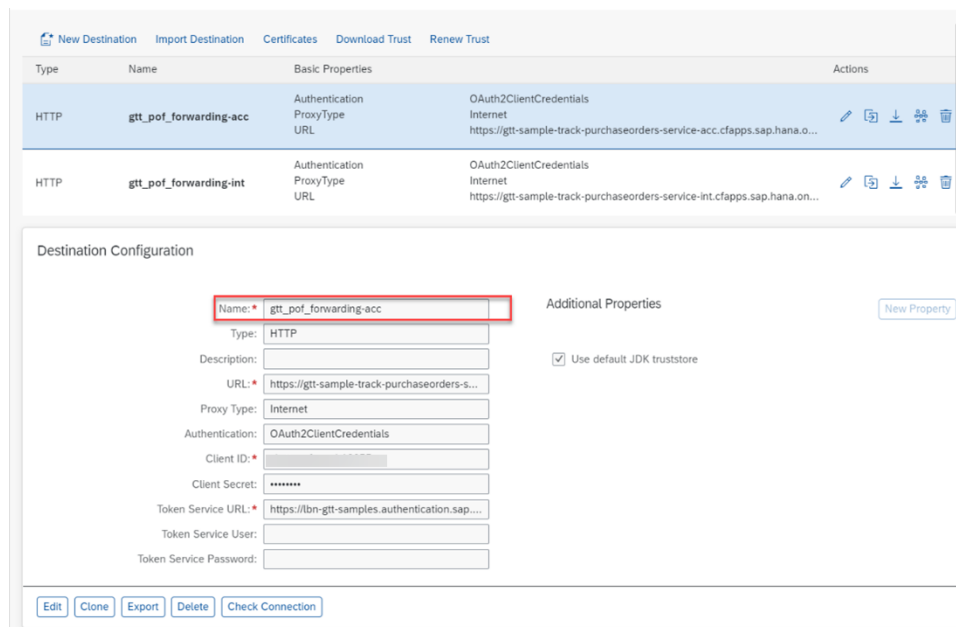 New Destination Import Destination Certificates Download Trust Renew Trust
Type Name Basic Properties Actions
Authentication OAuth2ClientCredentials
HTTP gtt_pof_forwarding-acc ProxyType Internet
URL https://gtt-sample-track-purchaseorders-service-acc.cfapps.sap.hana.o...
Authentication OAuth2ClientCredentials
HTTP gtt_pof_forwarding-int ProxyType Internet
URL https://gtt-sample-track-purchaseorders-service-int.cfapps.sap.hana.on...
Destination Configuration
Name:* gtt_pof_forwarding-acc Additional Properties New Property
Type: HTTP
Description: Use default JDK truststore
URL:* https://gtt-sample-track-purchaseorders-s...
Proxy Type: Internet
Authentication: OAuth2ClientCredentials
Client ID:*
Client Secret: ••••••••
Token Service URL:* https://lbn-gtt-samples.authentication.sap....
Token Service User:
Token Service Password:
Edit Clone Export Delete Check Connection